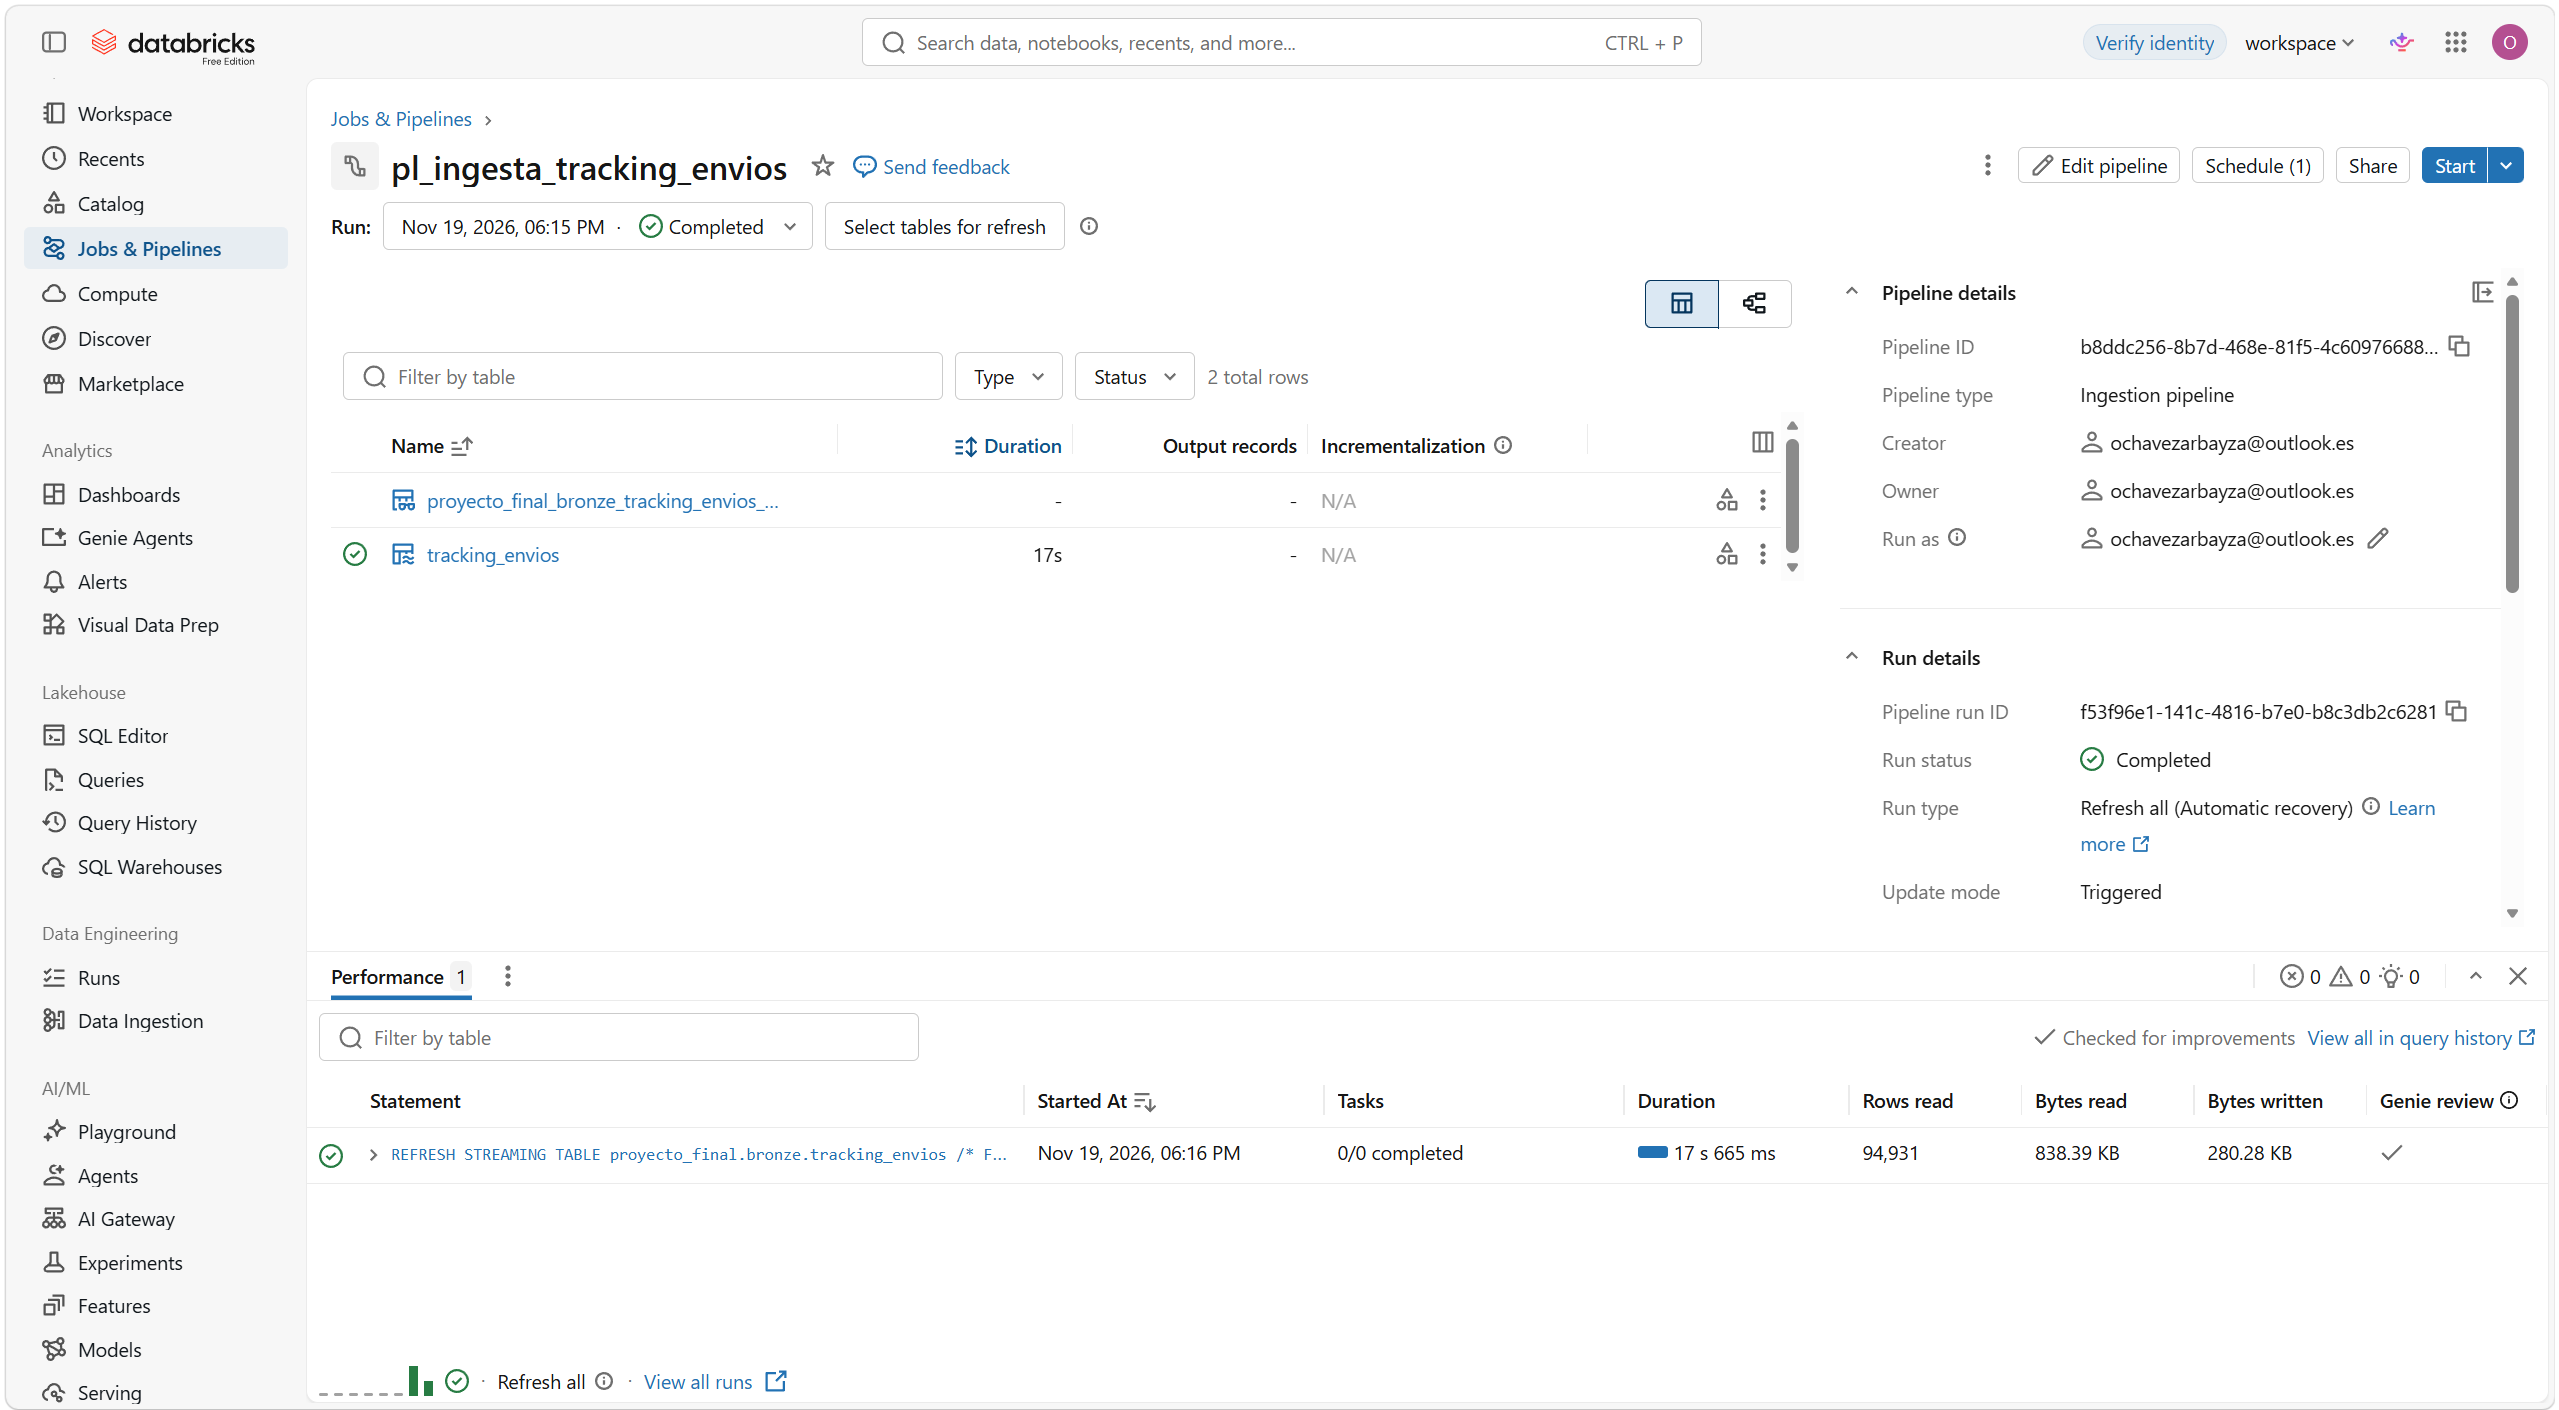 databricks
Free Edition
Search data, notebooks, recents, and more...
CTRL + P
Verify identity
workspace
O
Workspace
Recents
Catalog
Jobs & Pipelines
Compute
Discover
Marketplace
Analytics
Dashboards
Genie Agents
Alerts
Visual Data Prep
Lakehouse
SQL Editor
Queries
Query History
SQL Warehouses
Data Engineering
Runs
Data Ingestion
AI/ML
Playground
Agents
AI Gateway
Experiments
Features
Models
Serving
Jobs & Pipelines
pl_ingesta_tracking_envios
Send feedback
Edit pipeline
Schedule (1)
Share
Start
Run:
Nov 19, 2026, 06:15 PM · Completed
Select tables for refresh
Filter by table
Type
Status
2 total rows
Name Duration Output records Incrementalization
proyecto_final_bronze_tracking_envios_... - - N/A
tracking_envios 17s - N/A
Pipeline details
Pipeline ID b8ddc256-8b7d-468e-81f5-4c60976688...
Pipeline type Ingestion pipeline
Creator ochavezarbayza@outlook.es
Owner ochavezarbayza@outlook.es
Run as ochavezarbayza@outlook.es
Run details
Pipeline run ID f53f96e1-141c-4816-b7e0-b8c3db2c6281
Run status Completed
Run type Refresh all (Automatic recovery) Learn
more
Update mode Triggered
Performance 1
0 0 0
Filter by table
Checked for improvements View all in query history
Statement Started At Tasks Duration Rows read Bytes read Bytes written Genie review
REFRESH STREAMING TABLE proyecto_final.bronze.tracking_envios /* F... Nov 19, 2026, 06:16 PM 0/0 completed 17 s 665 ms 94,931 838.39 KB 280.28 KB
· Refresh all · View all runs